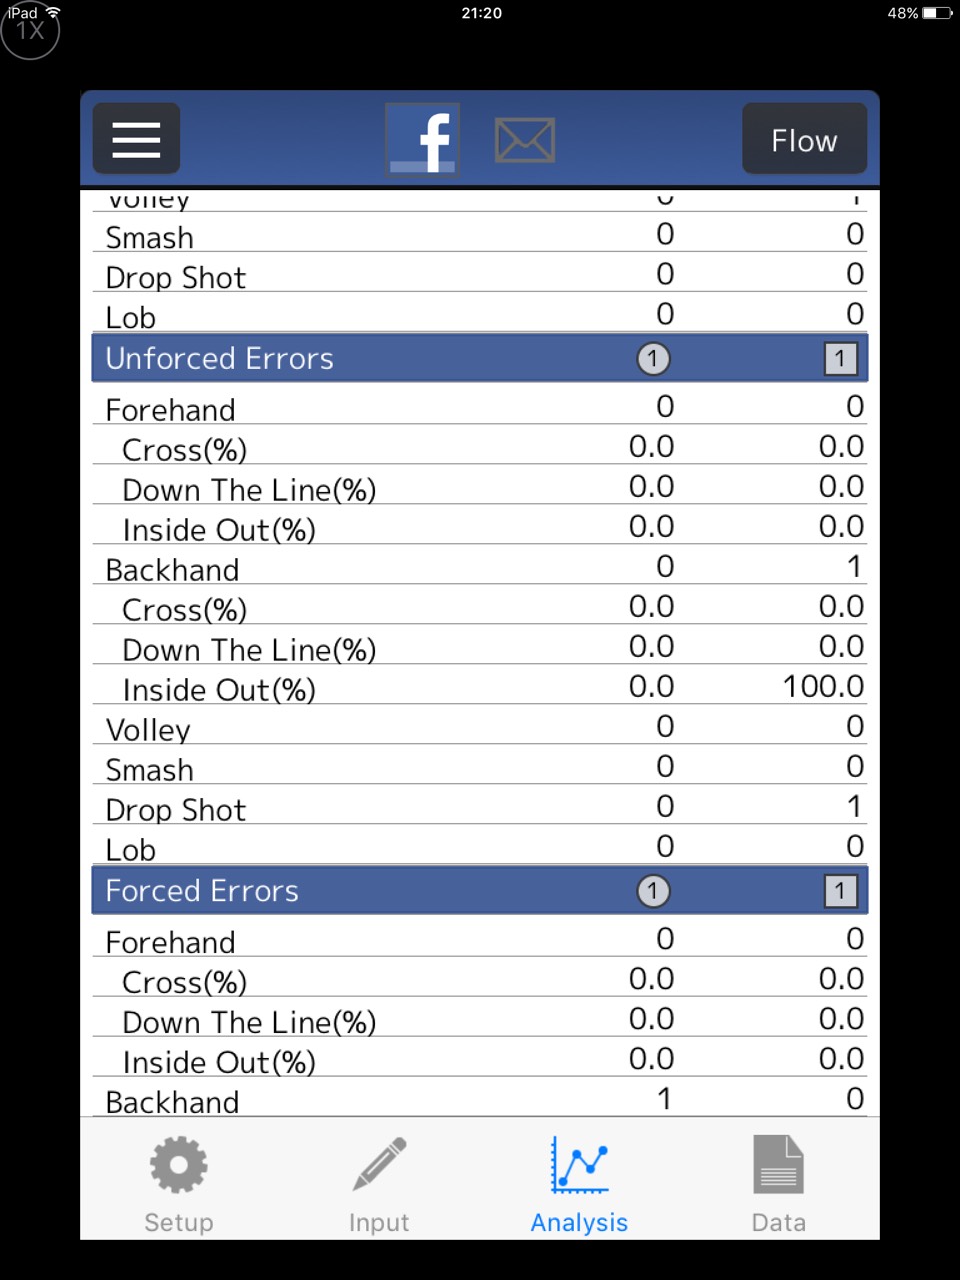 iPad 21:20 48%
1X
f Flow
Volley 0 1
Smash 0 0
Drop Shot 0 0
Lob 0 0
Unforced Errors 1 1
Forehand 0 0
Cross(%) 0.0 0.0
Down The Line(%) 0.0 0.0
Inside Out(%) 0.0 0.0
Backhand 0 1
Cross(%) 0.0 0.0
Down The Line(%) 0.0 0.0
Inside Out(%) 0.0 100.0
Volley 0 0
Smash 0 0
Drop Shot 0 1
Lob 0 0
Forced Errors 1 1
Forehand 0 0
Cross(%) 0.0 0.0
Down The Line(%) 0.0 0.0
Inside Out(%) 0.0 0.0
Backhand 1 0
Setup Input Analysis Data